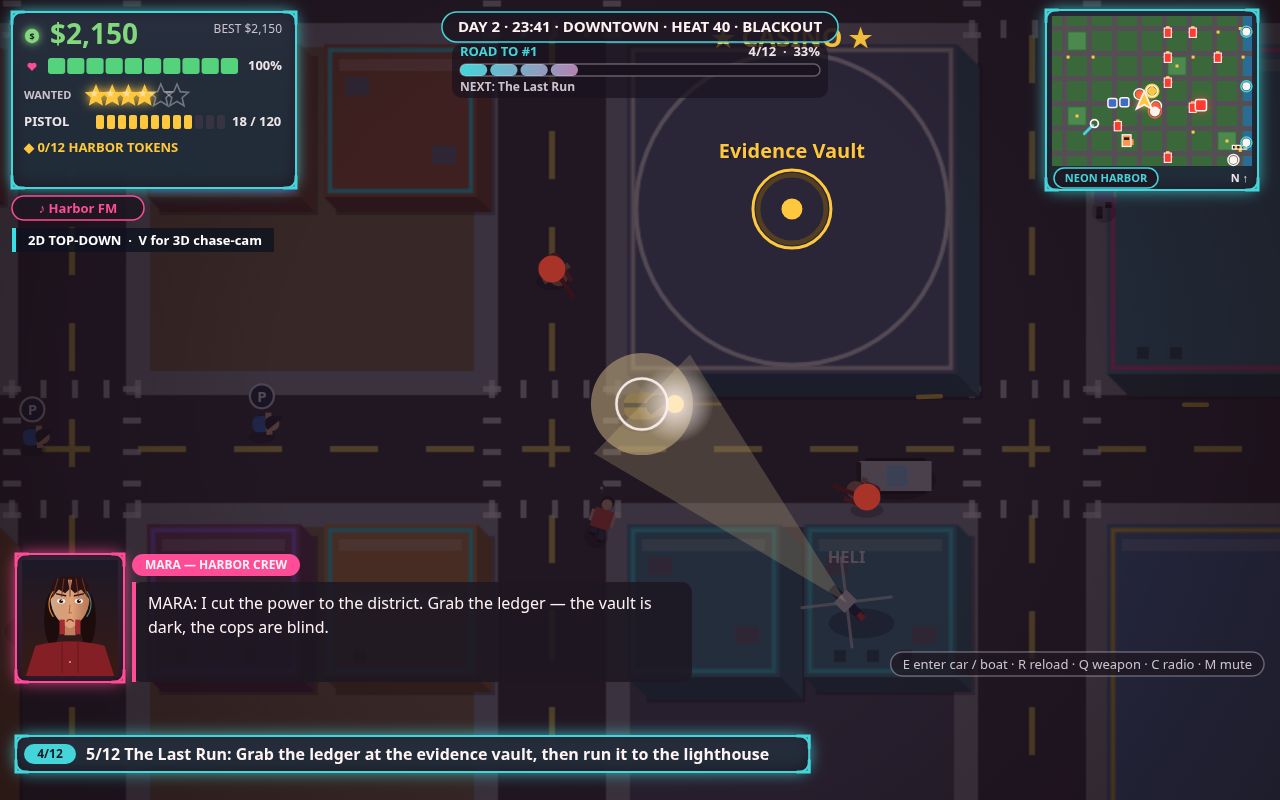 $2,150
BEST $2,150
100%
WANTED
PISTOL
18 / 120
◆ 0/12 HARBOR TOKENS
♪ Harbor FM
2D TOP-DOWN · V for 3D chase-cam
DAY 2 · 23:41 · DOWNTOWN · HEAT 40 · BLACKOUT
★ CASINO ★
ROAD TO #1
4/12 · 33%
NEXT: The Last Run
NEON HARBOR
N ↑
Evidence Vault
P
P
HELI
MARA — HARBOR CREW
MARA: I cut the power to the district. Grab the ledger — the vault is
dark, the cops are blind.
E enter car / boat · R reload · Q weapon · C radio · M mute
4/12
5/12 The Last Run: Grab the ledger at the evidence vault, then run it to the lighthouse